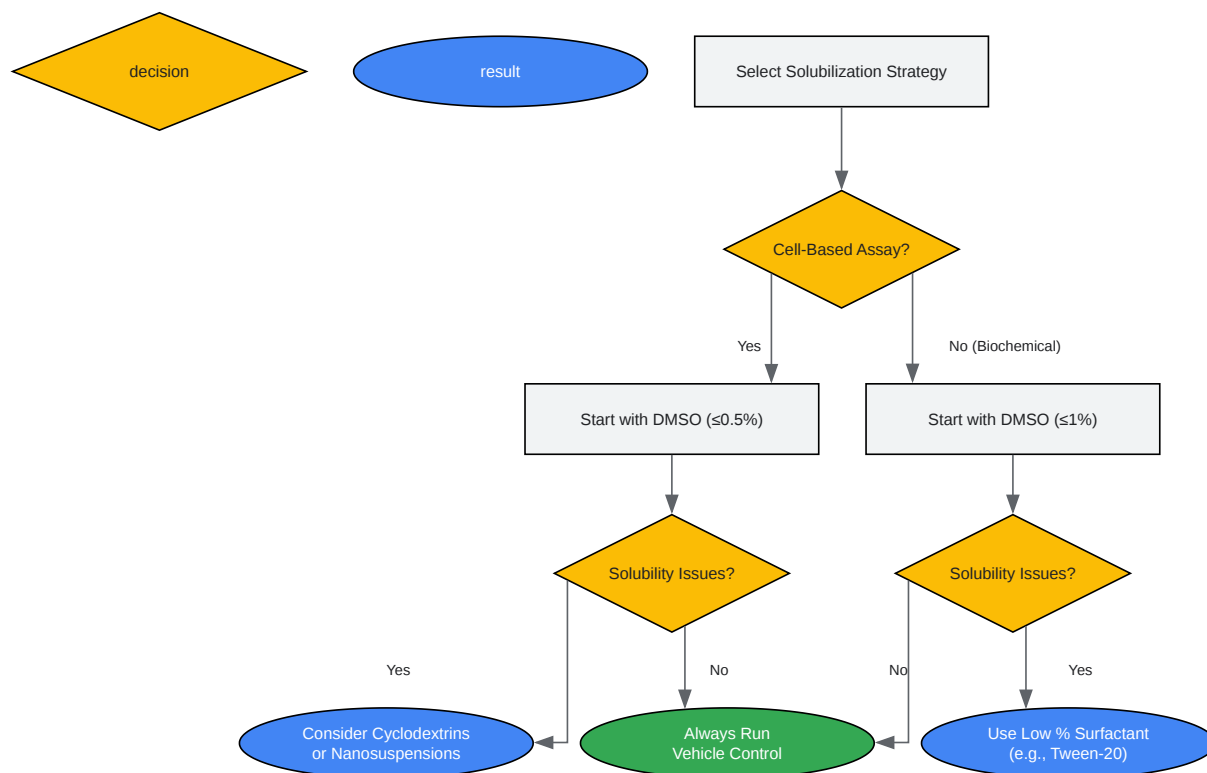 decision
result
Select Solubilization Strategy
Cell-Based Assay?
Yes
No (Biochemical)
Start with DMSO (≤0.5%)
Start with DMSO (≤1%)
Solubility Issues?
Solubility Issues?
Yes
No
No
Yes
Consider Cyclodextrins
or Nanosuspensions
Always Run
Vehicle Control
Use Low % Surfactant
(e.g., Tween-20)